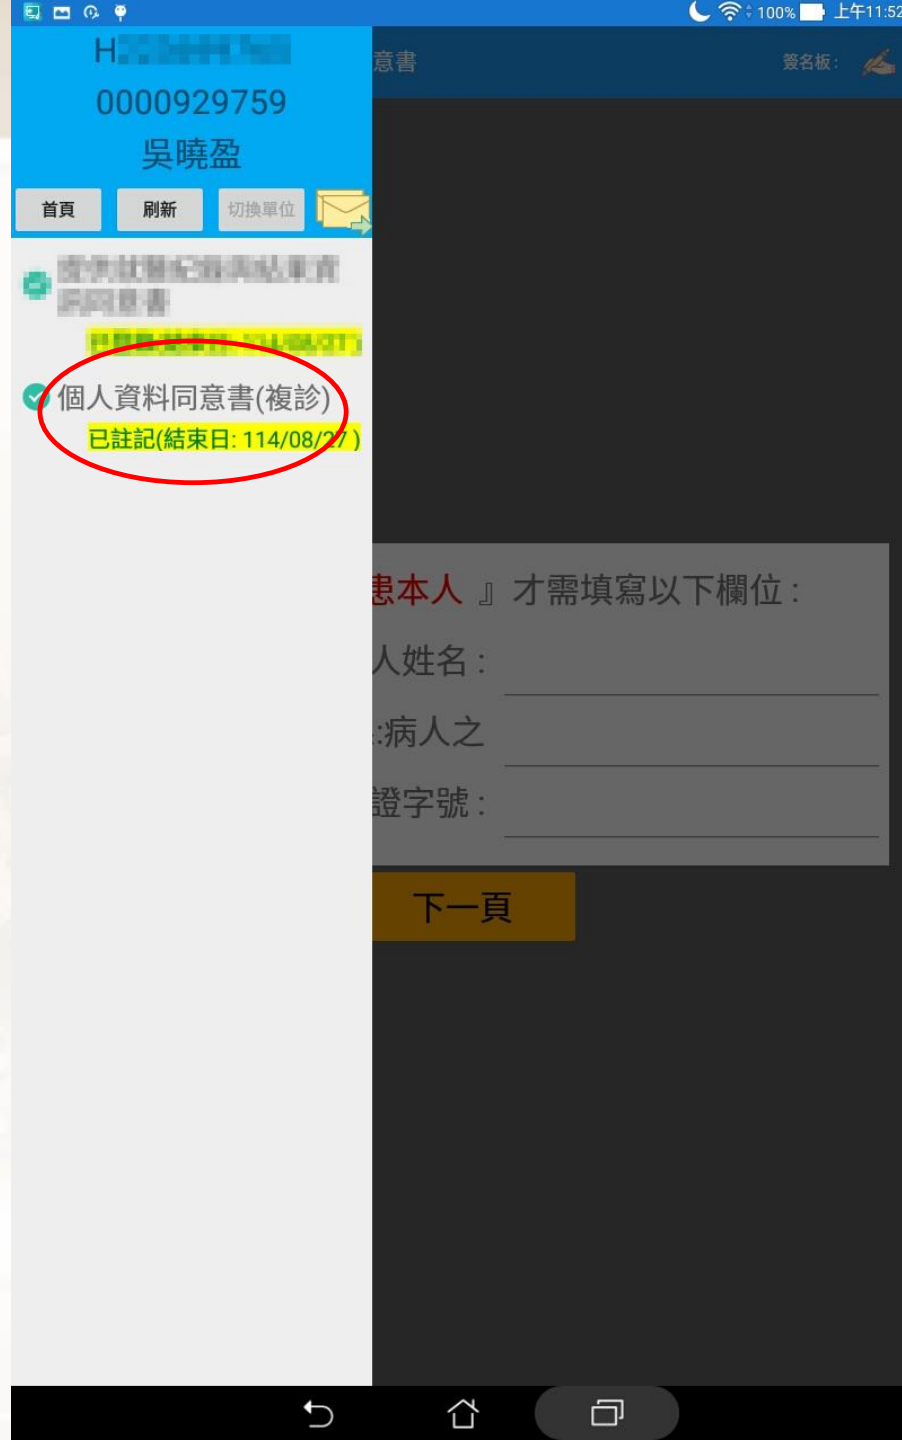 100%
上午11:52
H
意書
簽名板：
0000929759
吳曉盈
首頁
刷新
切換單位
個人資料同意書(複診)
已註記(結束日: 114/08/27 )
患本人 』才需填寫以下欄位 :
人姓名 :
:病人之
證字號 :
下一頁